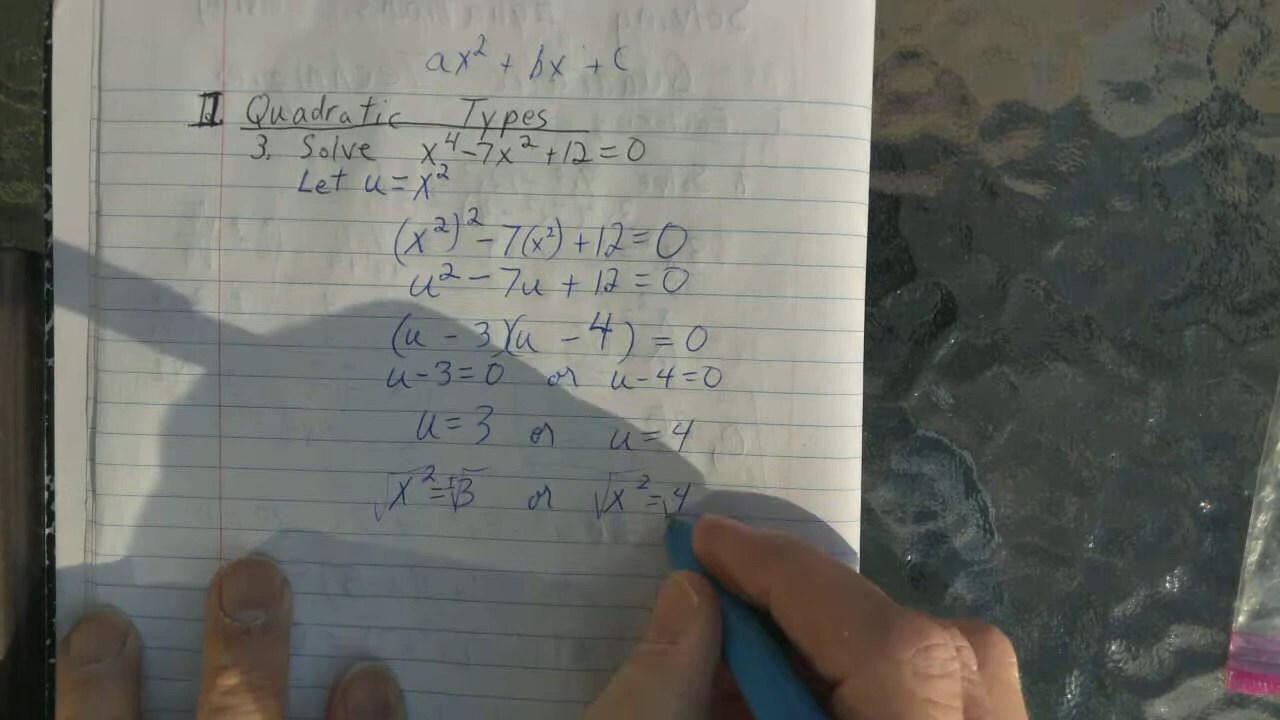 ax² + bx + c
II Quadratic Types
3. Solve x⁴-7x²+12=0
Let u=x²
(x²)²-7(x²)+12=0
u²-7u+12=0
(u-3)(u-4)=0
u-3=0 or u-4=0
u=3 or u=4
√x²=±√3 or √x²=√4